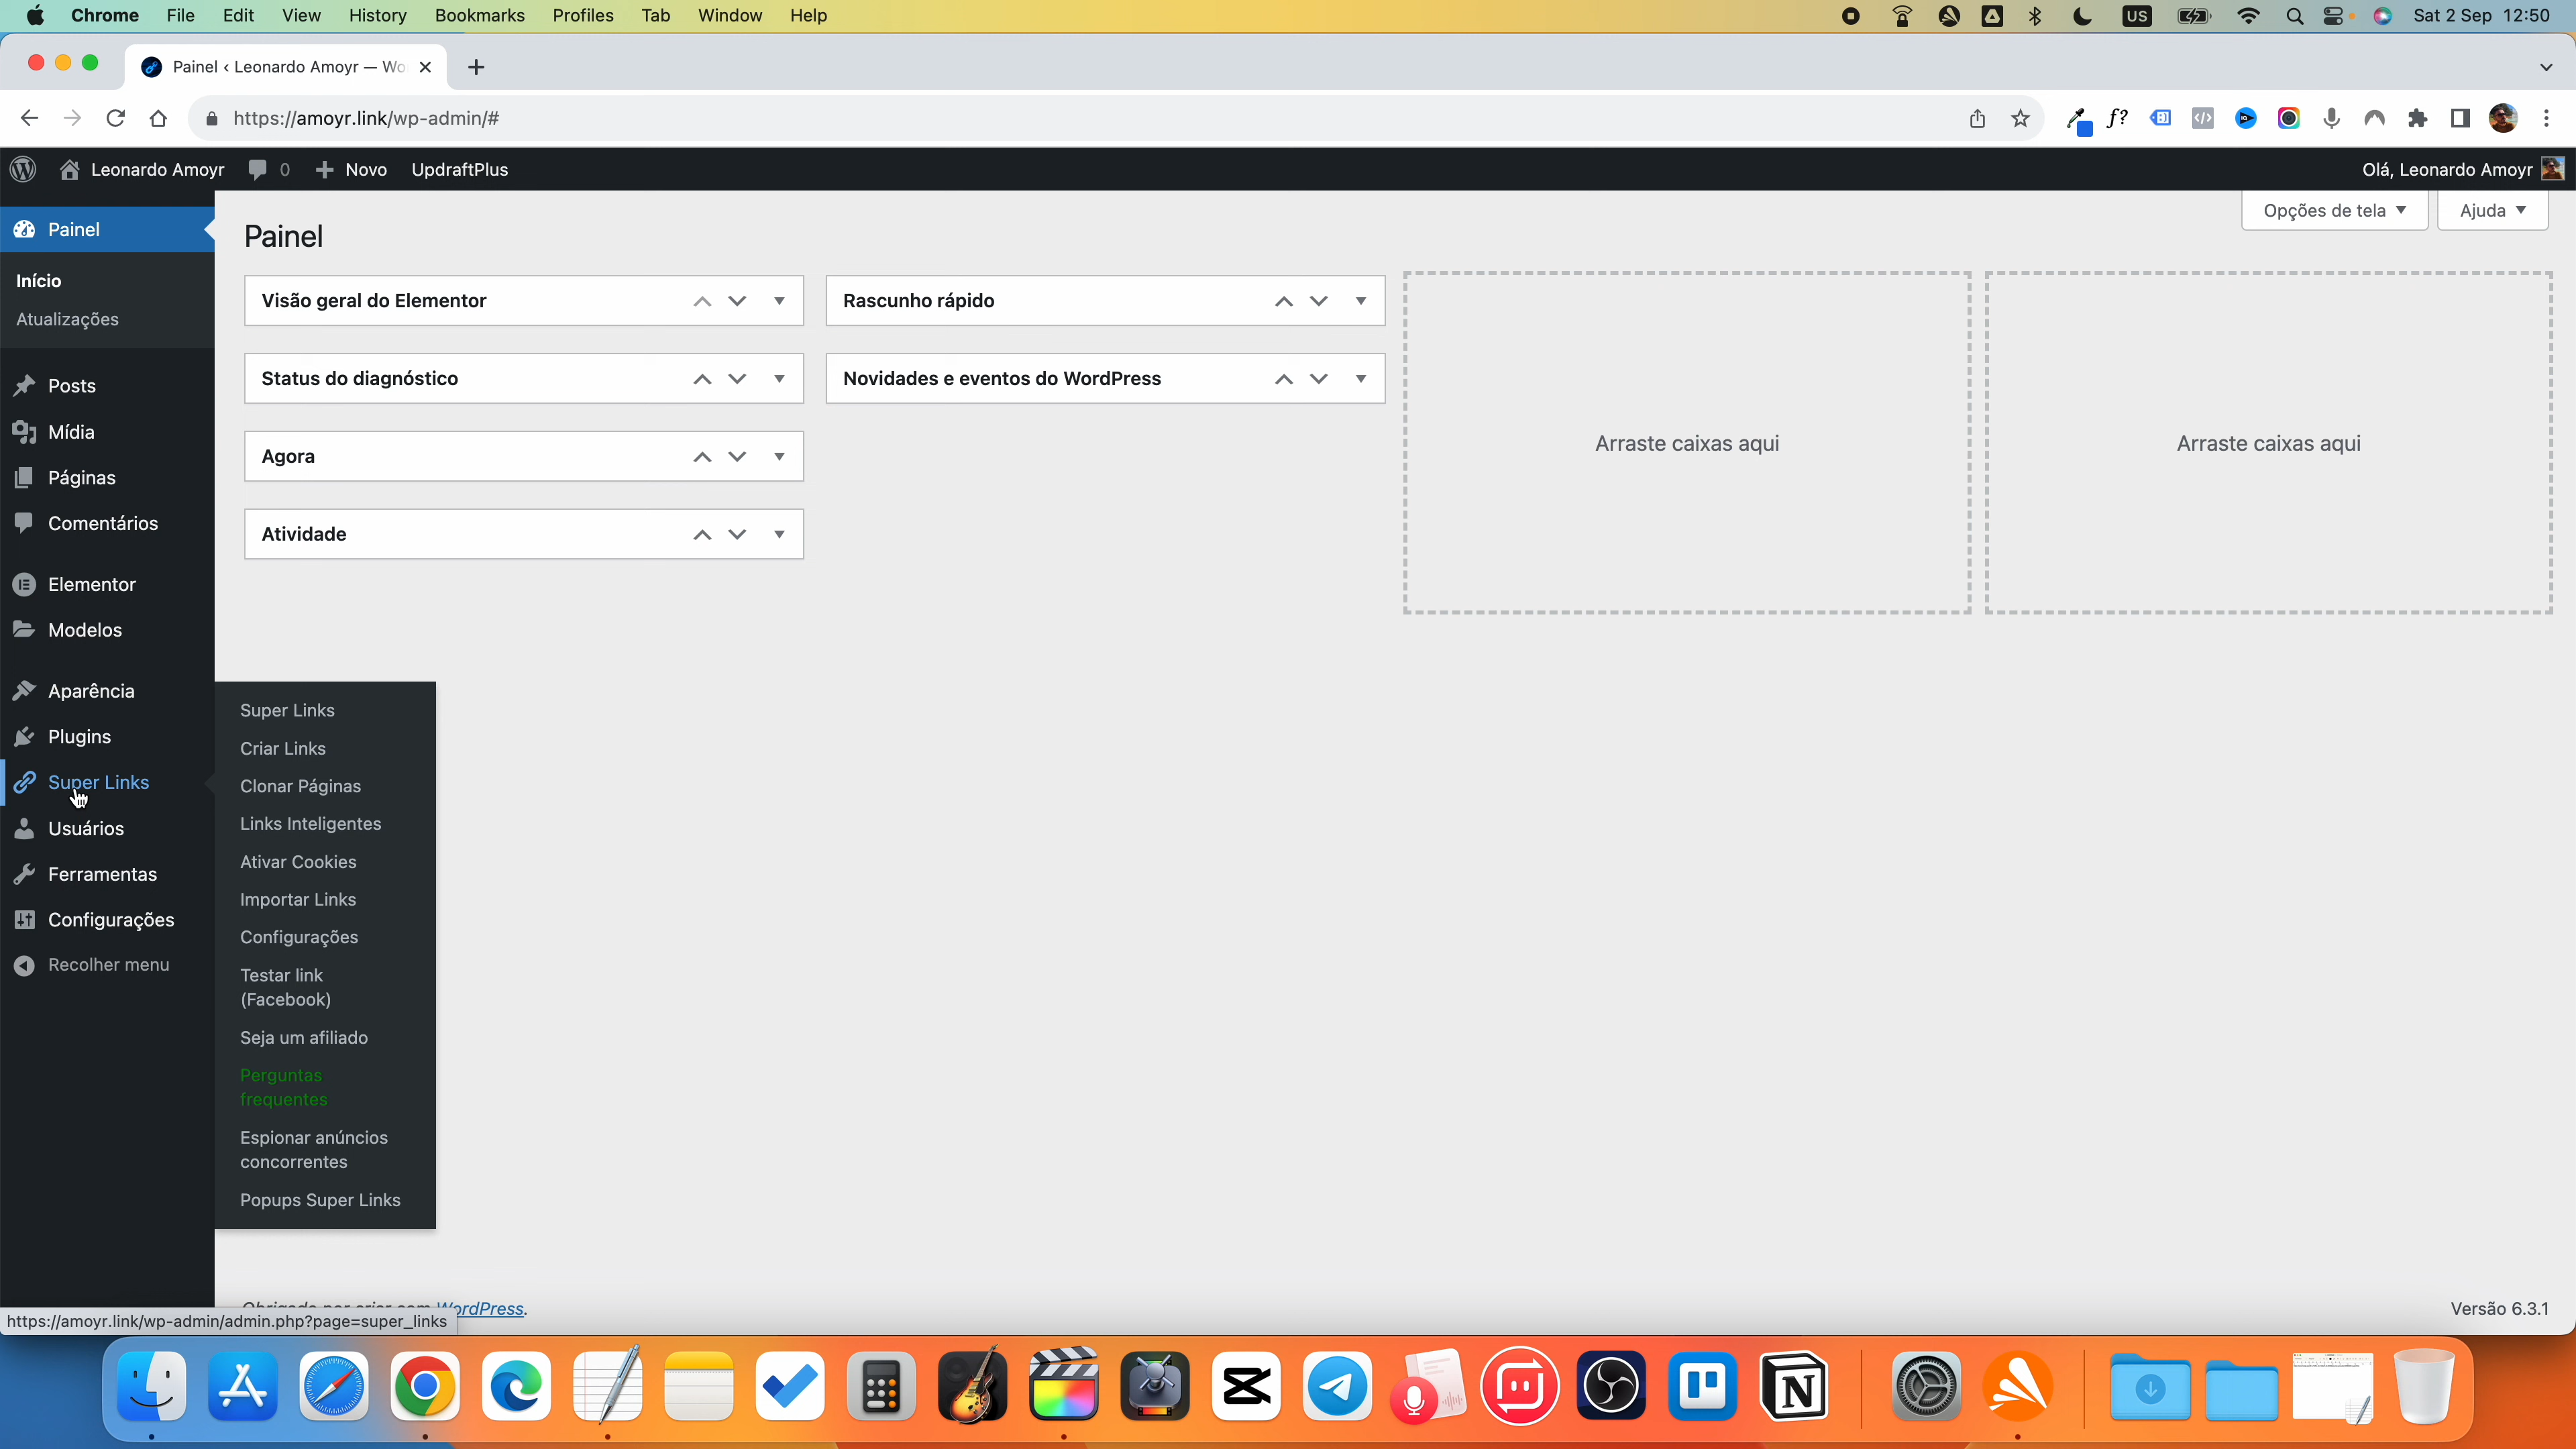 Chrome File Edit View History Bookmarks Profiles Tab Window Help
US
Sat 2 Sep 12:50
Painel ‹ Leonardo Amoyr — Wo
https://amoyr.link/wp-admin/#
f?
Leonardo Amoyr 0 Novo UpdraftPlus
Olá, Leonardo Amoyr
Opções de tela
Ajuda
Painel
Início
Atualizações
Posts
Mídia
Páginas
Comentários
Elementor
Modelos
Aparência
Plugins
Super Links
Usuários
Ferramentas
Configurações
Recolher menu
Painel
Visão geral do Elementor
Status do diagnóstico
Agora
Atividade
Rascunho rápido
Novidades e eventos do WordPress
Arraste caixas aqui
Arraste caixas aqui
Super Links
Criar Links
Clonar Páginas
Links Inteligentes
Ativar Cookies
Importar Links
Configurações
Testar link
(Facebook)
Seja um afiliado
Perguntas
frequentes
Espionar anúncios
concorrentes
Popups Super Links
WordPress.
Versão 6.3.1
https://amoyr.link/wp-admin/admin.php?page=super_links